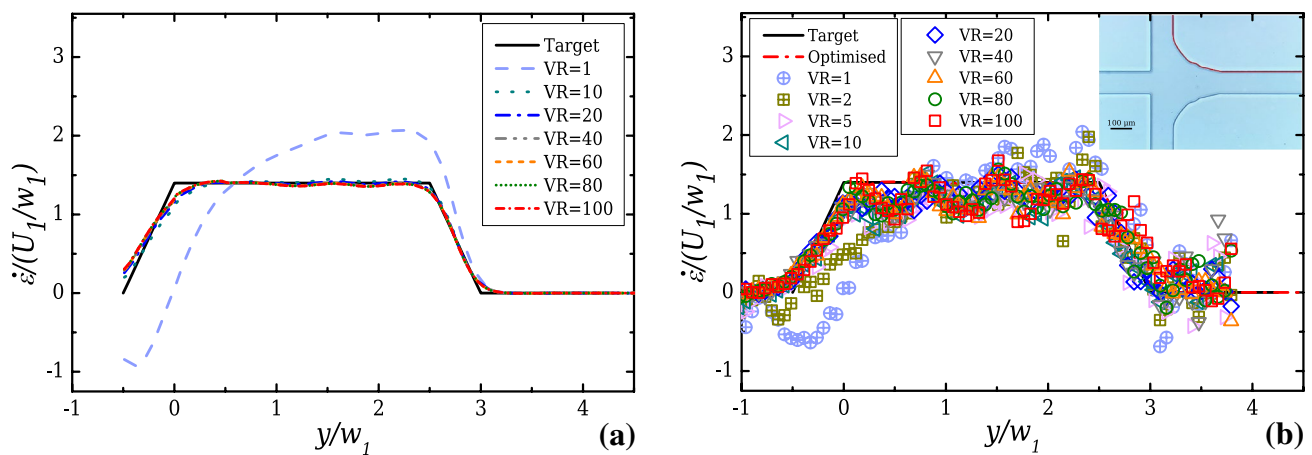 3
2
1
0
-1
-1
0
1
2
3
4
ε̇/(U₁/w₁)
y/w₁
Target
VR=1
VR=10
VR=20
VR=40
VR=60
VR=80
VR=100
(a)
3
2
1
0
-1
-1
0
1
2
3
4
ε̇/(U₁/w₁)
y/w₁
Target
Optimised
VR=1
VR=2
VR=5
VR=10
VR=20
VR=40
VR=60
VR=80
VR=100
100 μm
(b)